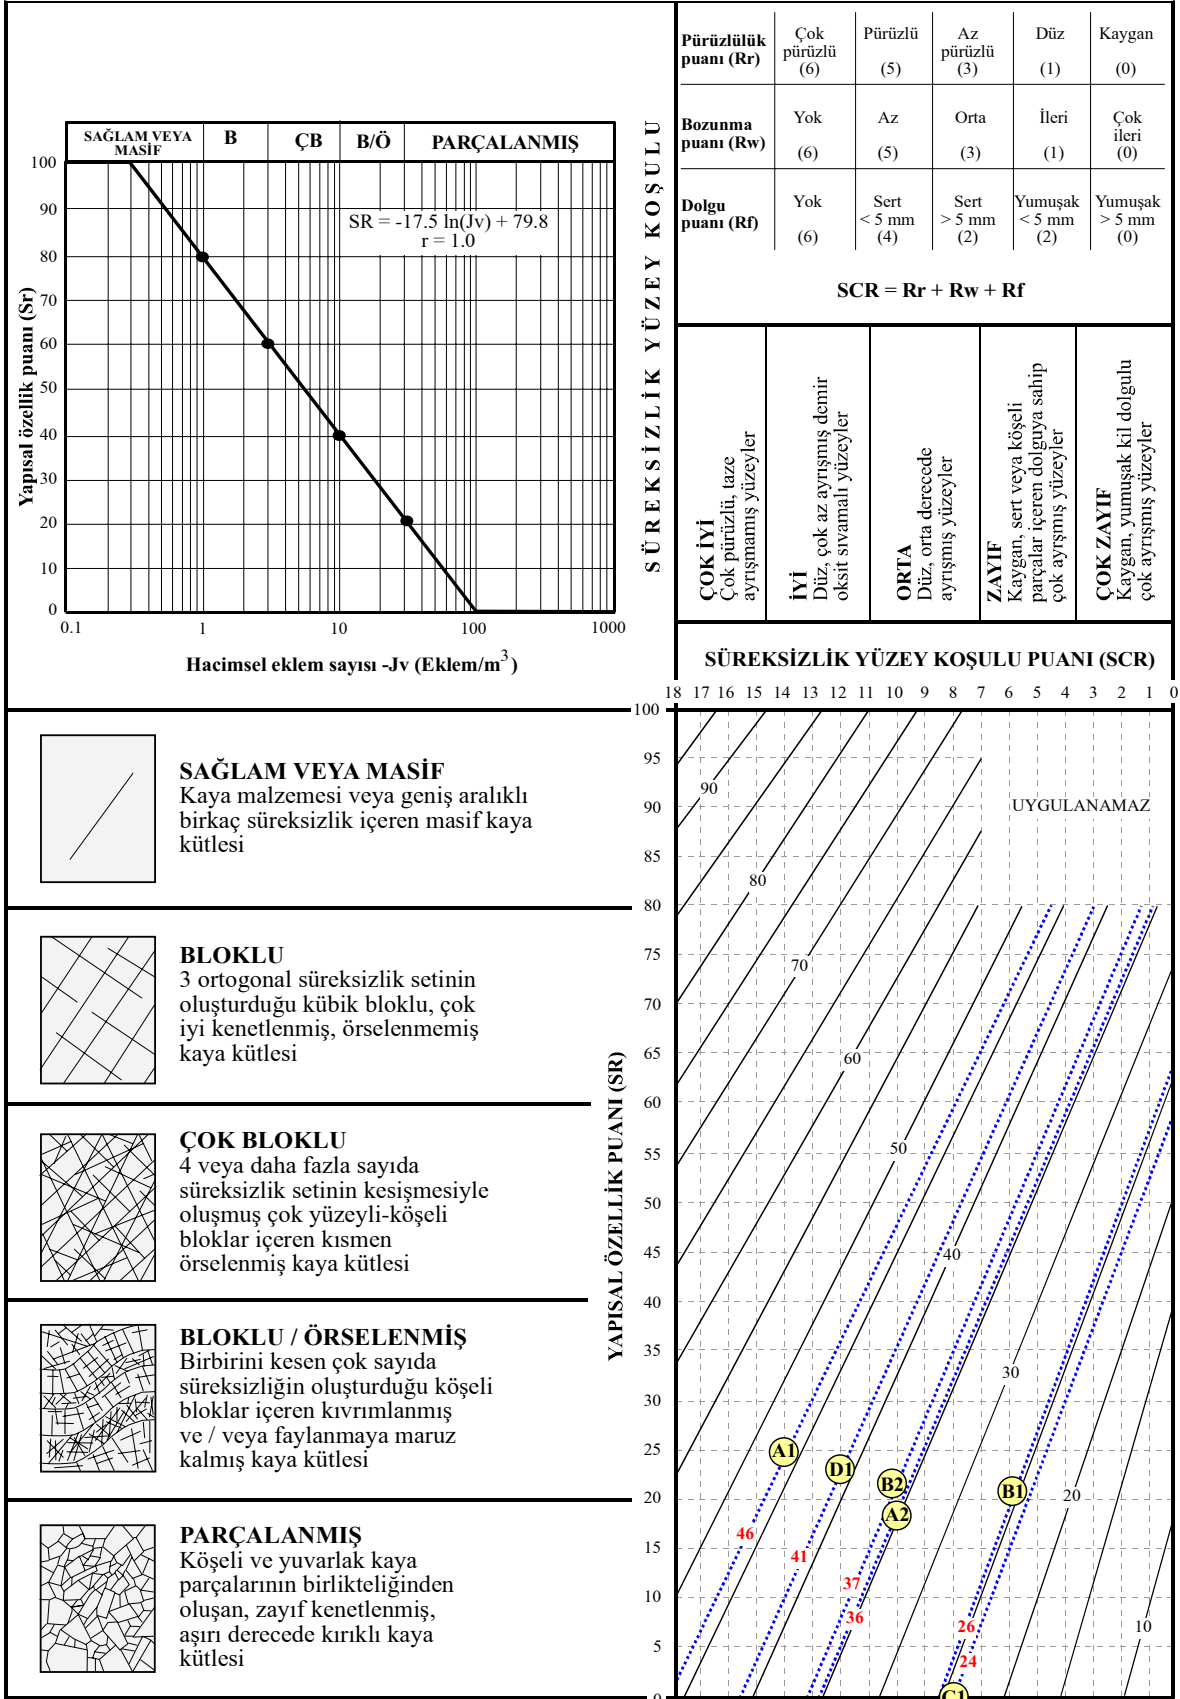 SAĞLAM VEYA
MASİF
B
ÇB
B/Ö
PARÇALANMIŞ
100
90
80
70
60
50
40
30
20
10
0
0.1
1
10
100
1000
SR = -17.5 ln(Jv) + 79.8
r = 1.0
Yapısal özellik puanı (Sr)
Hacimsel eklem sayısı -Jv (Eklem/m³)
SÜREKSİZLİK YÜZEY KOŞULU
Pürüzlülük
puanı (Rr)
Çok
pürüzlü
(6)
Pürüzlü
(5)
Az
pürüzlü
(3)
Düz
(1)
Kaygan
(0)
Bozunma
puanı (Rw)
Yok
(6)
Az
(5)
Orta
(3)
İleri
(1)
Çok
ileri
(0)
Dolgu
puanı (Rf)
Yok
(6)
Sert
< 5 mm
(4)
Sert
> 5 mm
(2)
Yumuşak
< 5 mm
(2)
Yumuşak
> 5 mm
(0)
SCR = Rr + Rw + Rf
ÇOK İYİ
Çok pürüzlü, taze
ayrışmamış yüzeyler
İYİ
Düz, çok az ayrışmış demir
oksit sıvamalı yüzeyler
ORTA
Düz, orta derecede
ayrışmış yüzeyler
ZAYIF
Kaygan, sert veya köşeli
parçalar içeren dolguya sahip
çok ayrışmış yüzeyler
ÇOK ZAYIF
Kaygan, yumuşak kil dolgulu
çok ayrışmış yüzeyler
SÜREKSİZLİK YÜZEY KOŞULU PUANI (SCR)
18 17 16 15 14 13 12 11 10 9 8 7 6 5 4 3 2 1 0
SAĞLAM VEYA MASİF
Kaya malzemesi veya geniş aralıklı
birkaç süreksizlik içeren masif kaya
kütlesi
BLOKLU
3 ortogonal süreksizlik setinin
oluşturduğu kübik bloklu, çok
iyi kenetlenmiş, örselenmemiş
kaya kütlesi
ÇOK BLOKLU
4 veya daha fazla sayıda
süreksizlik setinin kesişmesiyle
oluşmuş çok yüzeyli-köşeli
bloklar içeren kısmen
örselenmiş kaya kütlesi
BLOKLU / ÖRSELENMİŞ
Birbirini kesen çok sayıda
süreksizliğin oluşturduğu köşeli
bloklar içeren kıvrımlanmış
ve / veya faylanmaya maruz
kalmış kaya kütlesi
PARÇALANMIŞ
Köşeli ve yuvarlak kaya
parçalarının birlikteliğinden
oluşan, zayıf kenetlenmiş,
aşırı derecede kırıklı kaya
kütlesi
YAPISAL ÖZELLİK PUANI (SR)
100
95
90
85
80
75
70
65
60
55
50
45
40
35
30
25
20
15
10
5
0
UYGULANAMAZ
90
80
70
60
50
40
30
20
10
A1
D1
B2
A2
B1
C1
46
41
37
36
26
24